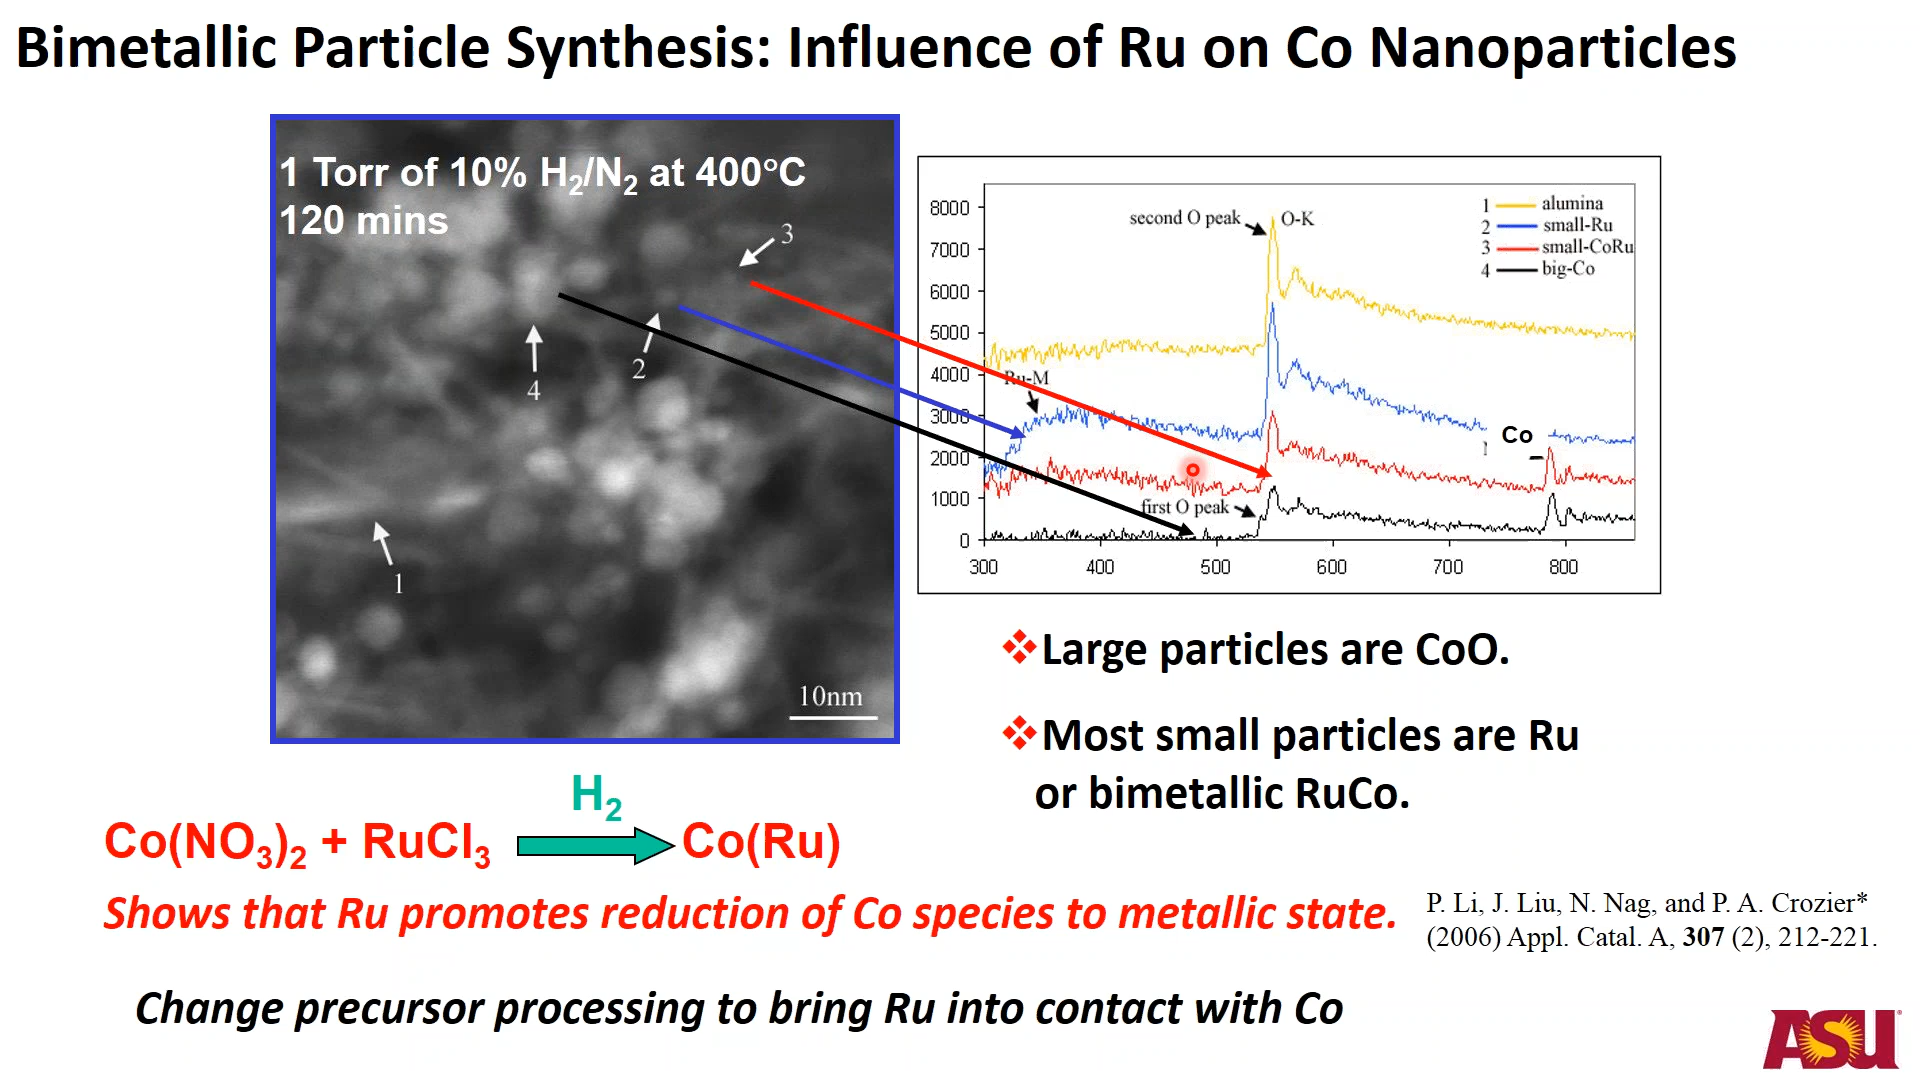 Bimetallic Particle Synthesis: Influence of Ru on Co Nanoparticles
1 Torr of 10% H₂/N₂ at 400°C
120 mins
3
2
4
1
10nm
8000
7000
6000
5000
4000
3000
2000
1000
0
300 400 500 600 700 800
second O peak
O-K
1 alumina
2 small-Ru
3 small-CoRu
4 big-Co
Ru-M
Co
first O peak
❖Large particles are CoO.
❖Most small particles are Ru
or bimetallic RuCo.
H₂
Co(NO₃)₂ + RuCl₃ Co(Ru)
Shows that Ru promotes reduction of Co species to metallic state.
P. Li, J. Liu, N. Nag, and P. A. Crozier*
(2006) Appl. Catal. A, 307 (2), 212-221.
Change precursor processing to bring Ru into contact with Co
ASU